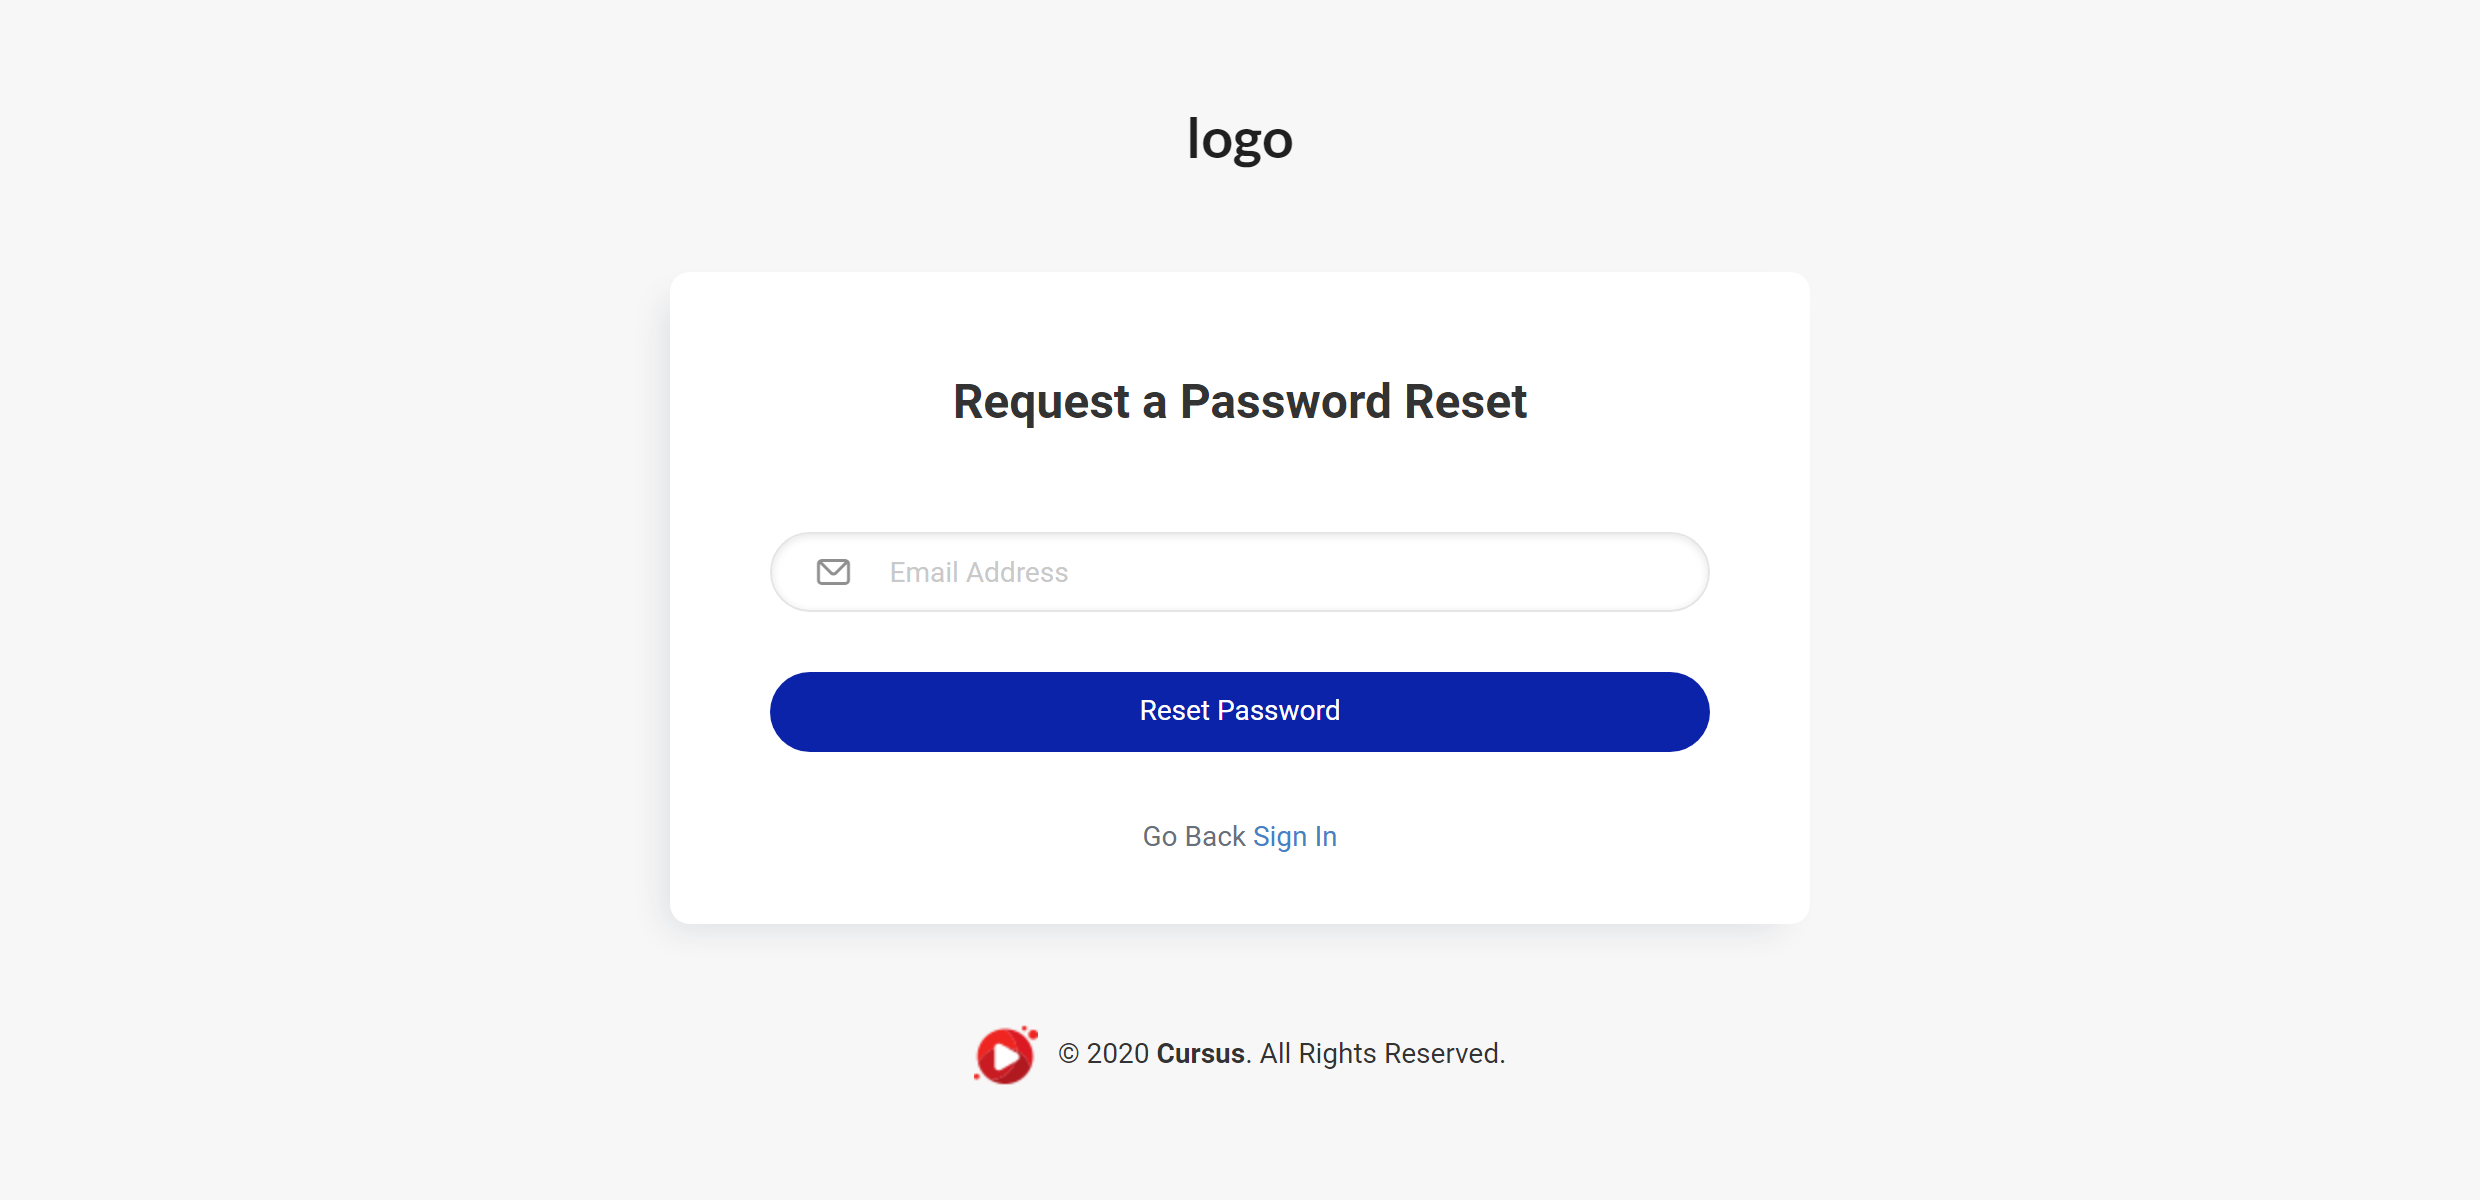 logo
Request a Password Reset
Email Address
Reset Password
Go Back Sign In
© 2020 Cursus. All Rights Reserved.